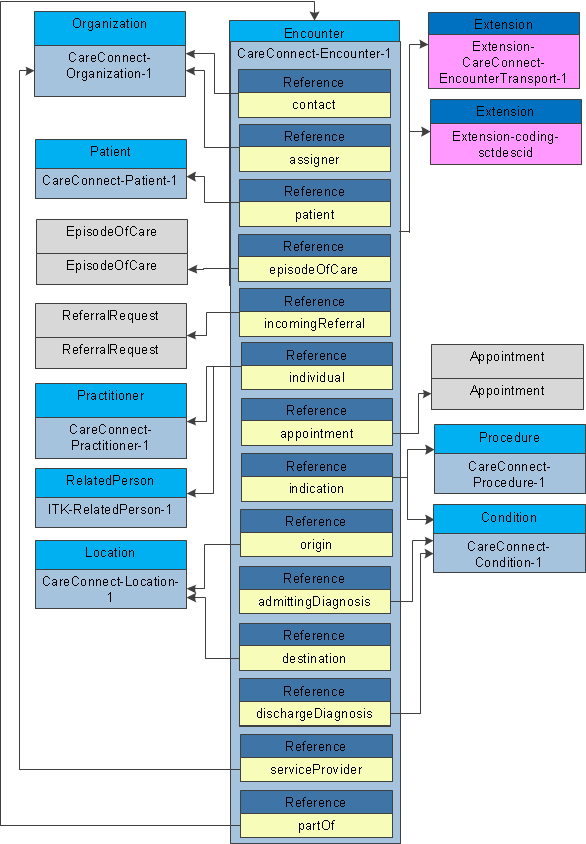 Organization
CareConnect-
Organization-1
Patient
CareConnect-Patient-1
EpisodeOfCare
EpisodeOfCare
ReferralRequest
ReferralRequest
Practitioner
CareConnect-
Practitioner-1
RelatedPerson
ITK-RelatedPerson-1
Location
CareConnect-Location-
1
Encounter
CareConnect-Encounter-1
Reference
contact
Reference
assigner
Reference
patient
Reference
episodeOfCare
Reference
incomingReferral
Reference
individual
Reference
appointment
Reference
indication
Reference
origin
Reference
admittingDiagnosis
Reference
destination
Reference
dischargeDiagnosis
Reference
serviceProvider
Reference
partOf
Extension
Extension-
CareConnect-
EncounterTransport-1
Extension
Extension-coding-
sctdescid
Appointment
Appointment
Procedure
CareConnect-
Procedure-1
Condition
CareConnect-
Condition-1